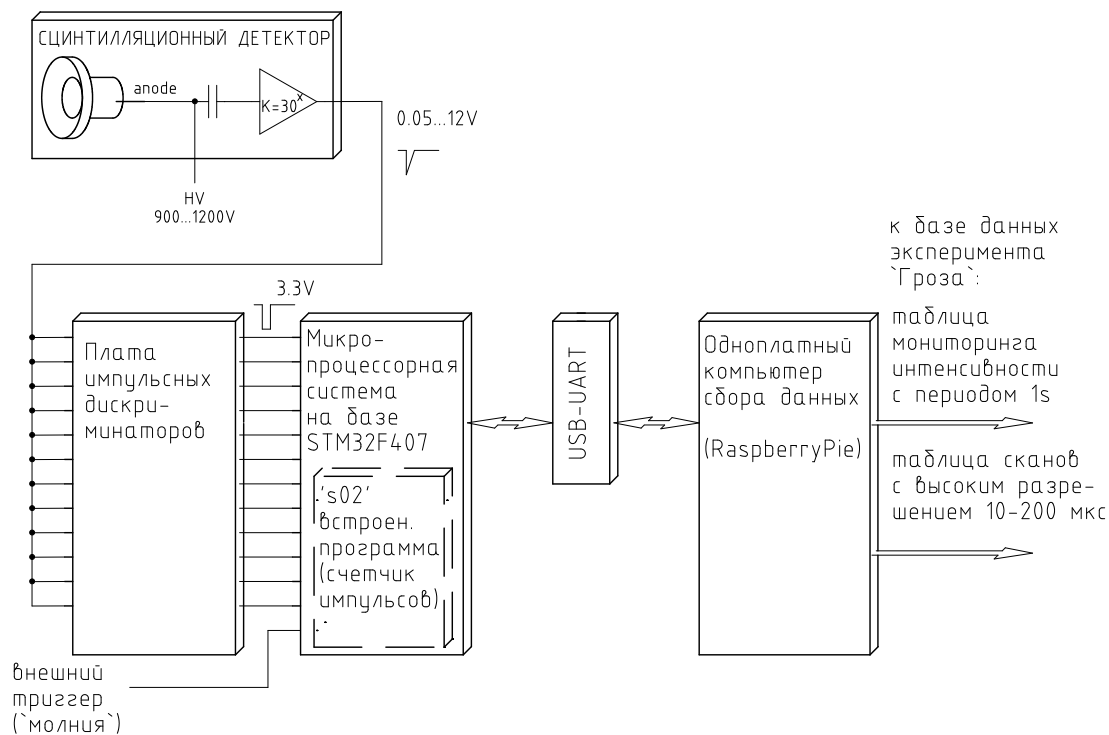 СЦИНТИЛЛЯЦИОННЫЙ ДЕТЕКТОР
anode
K=30x
0.05...12V
HV
900...1200V
к базе данных
эксперимента
`Гроза`:
3.3V
Плата
импульсных
дискри-
минаторов
Микро-
процессорная
система
на базе
STM32F407
's02'
встроен.
программа
(счетчик
импульсов)
USB-UART
Одноплатный
компьютер
сбора данных
(RaspberryPie)
таблица
мониторинга
интенсивности
с периодом 1s
таблица сканов
с высоким разре-
шением 10-200 мкс
внешний
триггер
(`молния`)